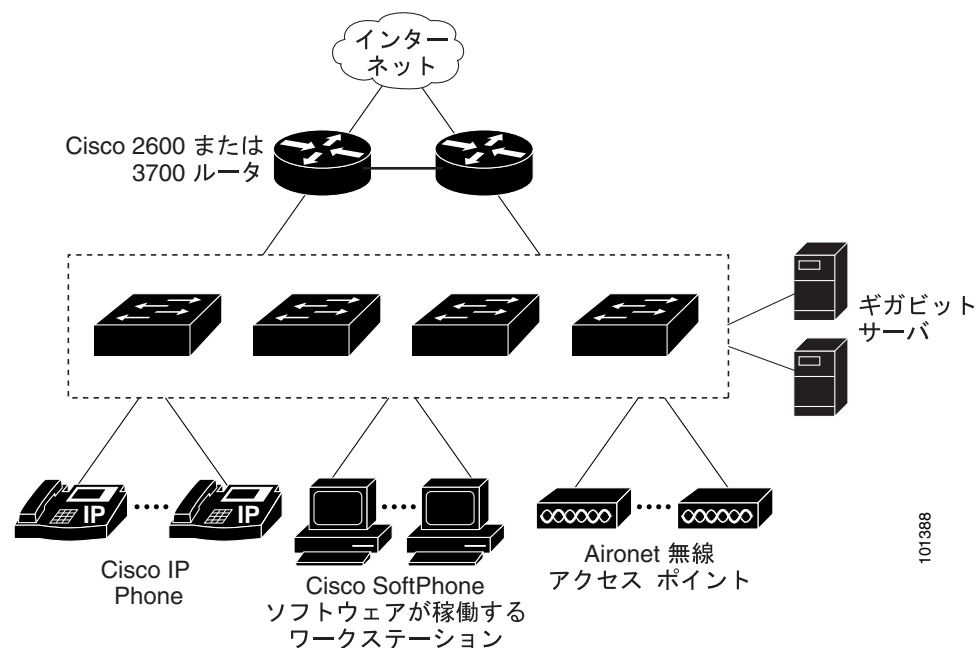 インター
ネット
Cisco 2600 または
3700 ルータ
ギガビット
サーバ
IP
IP
Cisco IP
Phone
Cisco SoftPhone
ソフトウェアが稼働する
ワークステーション
Aironet 無線
アクセス ポイント
101388